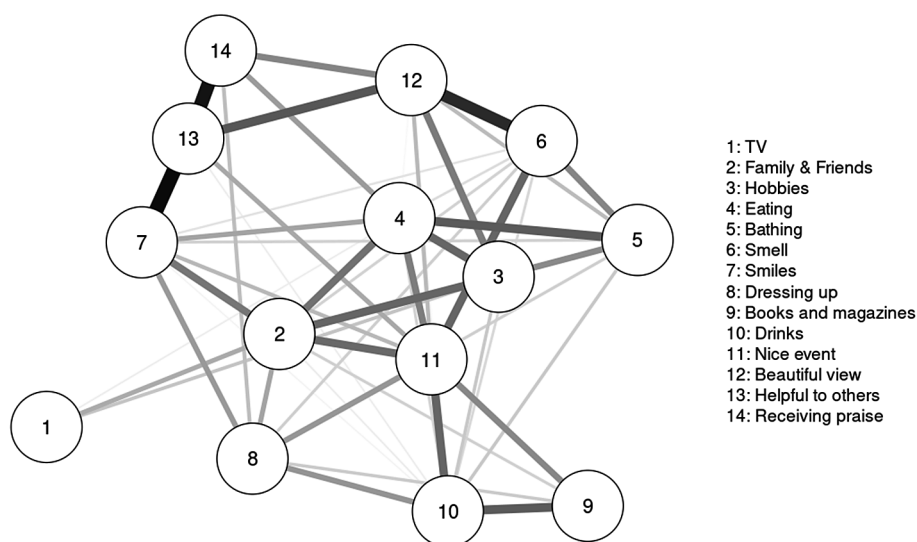 14
12
13
6
4
7
5
3
2
11
1
8
10
9
1: TV
2: Family & Friends
3: Hobbies
4: Eating
5: Bathing
6: Smell
7: Smiles
8: Dressing up
9: Books and magazines
10: Drinks
11: Nice event
12: Beautiful view
13: Helpful to others
14: Receiving praise